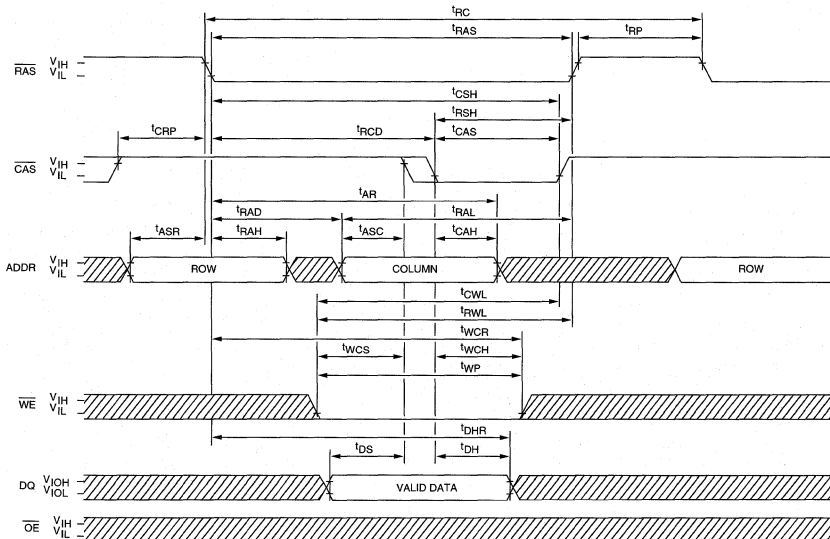 tRC
tRAS
tRP
RAS VIH
VIL
tCSH
tRSH
tCRP
tRCD
tCAS
CAS VIH
VIL
tAR
tRAD
tRAL
tASR
tRAH
tASC
tCAH
ADDR VIH
VIL
ROW
COLUMN
ROW
tCWL
tRWL
tWCR
tWCS
tWCH
tWP
WE VIH
VIL
tDHR
tDS
tDH
DQ VIOH
VIOL
VALID DATA
OE VIH
VIL